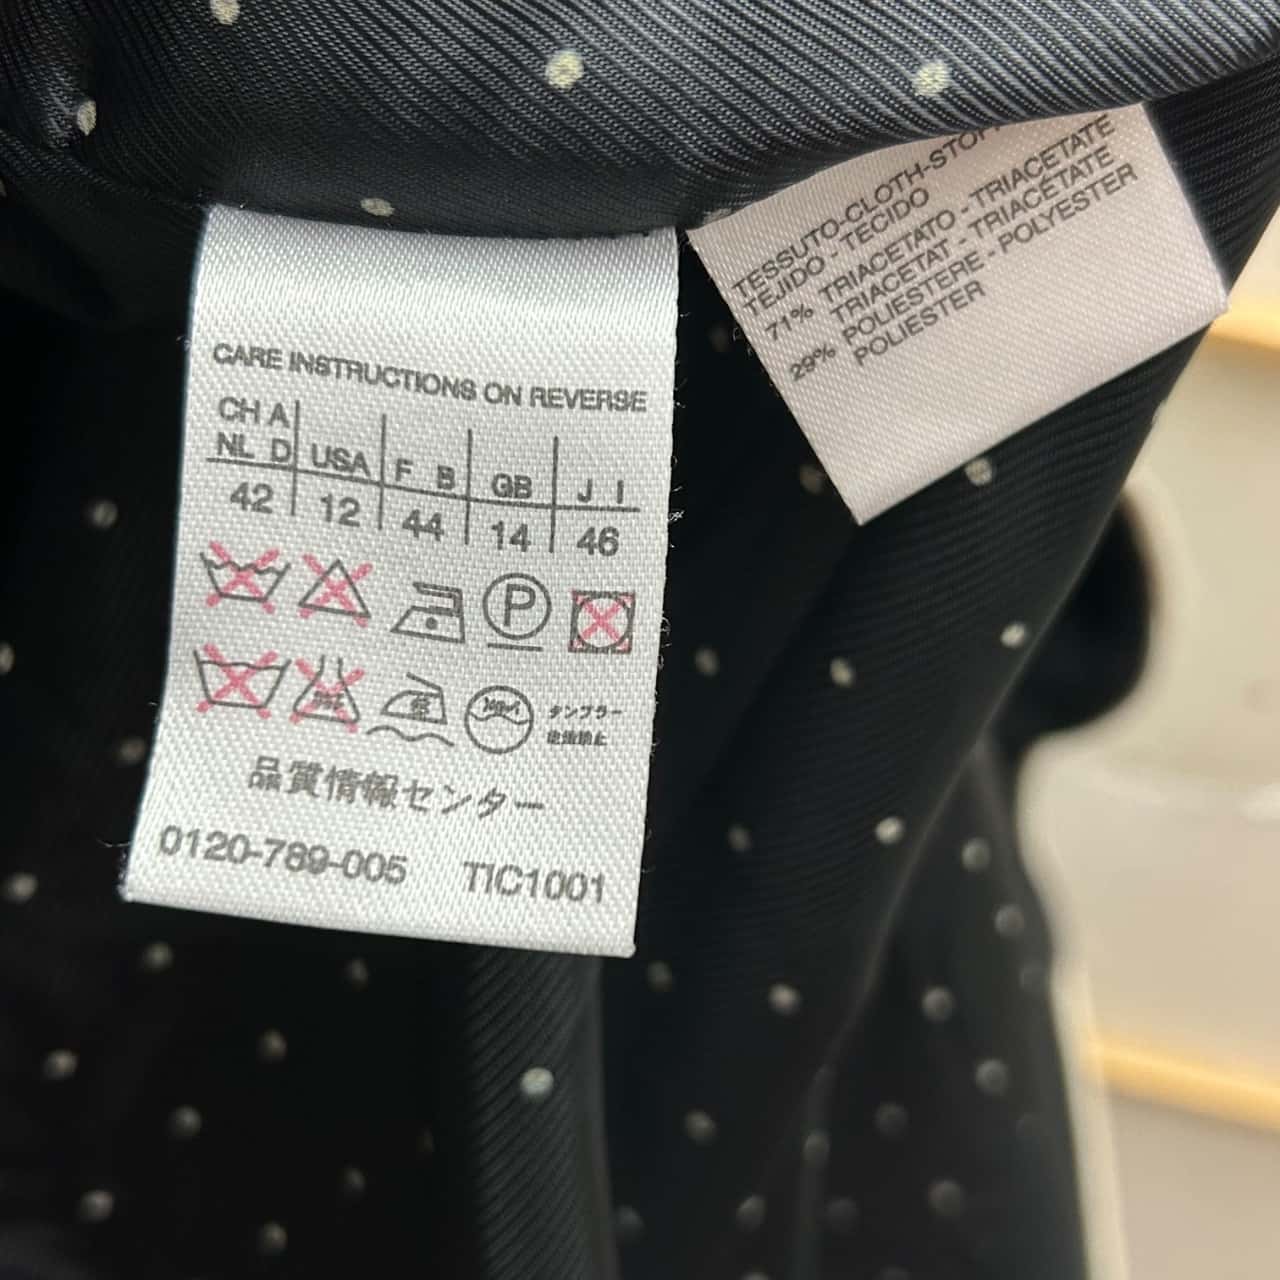 CARE INSTRUCTIONS ON REVERSE
CH A
NL D USA F B GB J I
42 12 44 14 46
P
タンブラー
品質情報センター
0120-789-005 TIC1001
TESSUTO-CLOTH-STOFF
TEJIDO - TECIDO
71% TRIACETATO - TRIACETATE
TRIACETAT - TRIACÉTATE
29% POLIESTERE - POLYESTER
POLIESTER